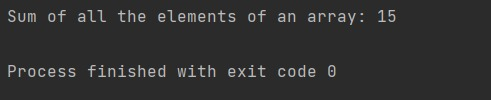 Sum of all the elements of an array: 15
Process finished with exit code 0